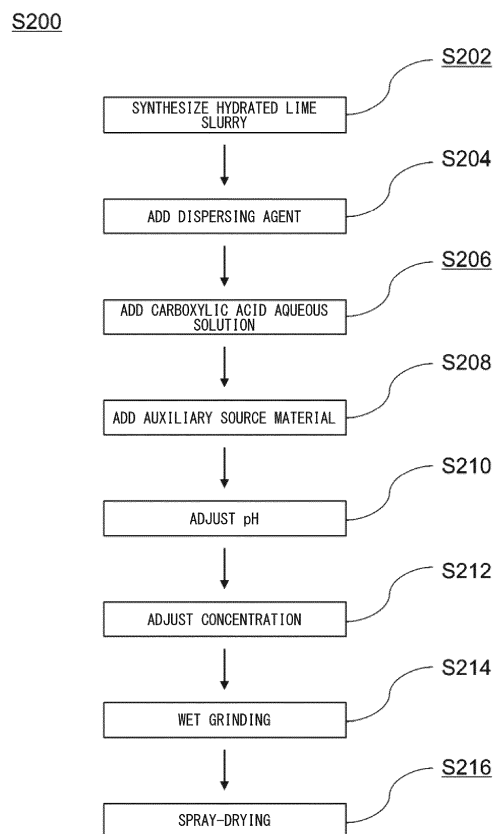 S200
S202
SYNTHESIZE HYDRATED LIME
SLURRY
S204
ADD DISPERSING AGENT
S206
ADD CARBOXYLIC ACID AQUEOUS
SOLUTION
S208
ADD AUXILIARY SOURCE MATERIAL
S210
ADJUST pH
S212
ADJUST CONCENTRATION
S214
WET GRINDING
S216
SPRAY-DRYING